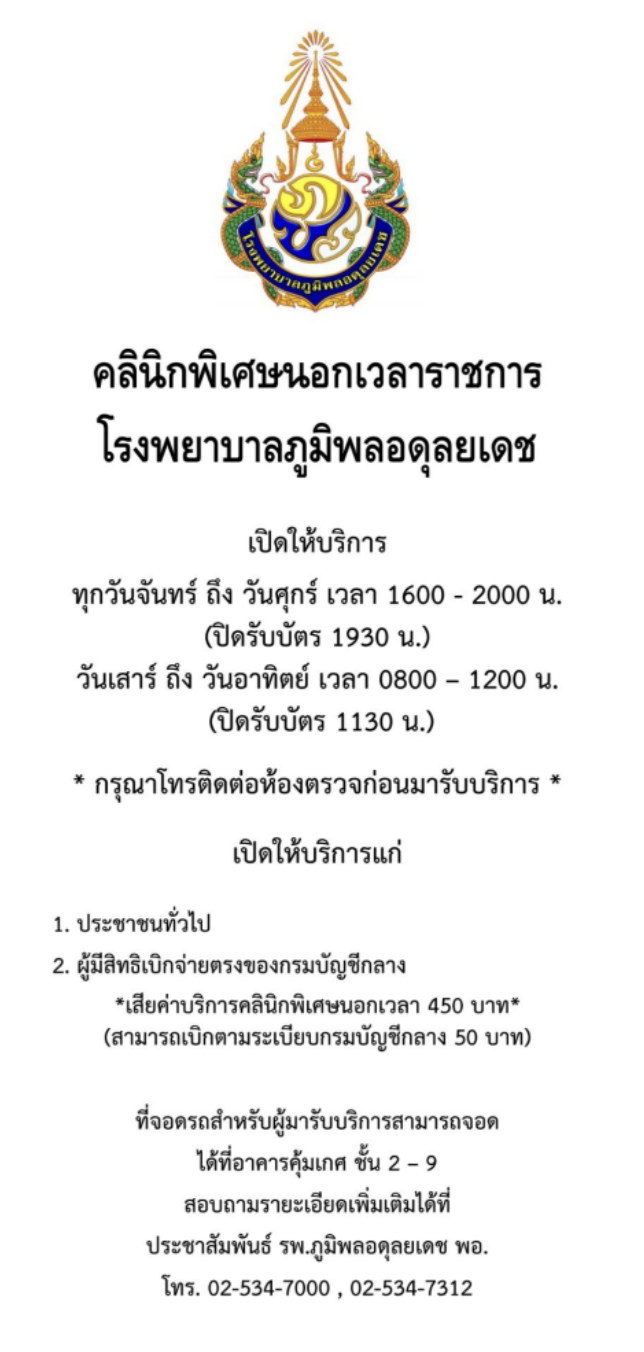 โรงพยาบาลภูมิพลอดุลยเดช
คลินิกพิเศษนอกเวลาราชการ
โรงพยาบาลภูมิพลอดุลยเดช
เปิดให้บริการ
ทุกวันจันทร์ ถึง วันศุกร์ เวลา 1600 - 2000 น.
(ปิดรับบัตร 1930 น.)
วันเสาร์ ถึง วันอาทิตย์ เวลา 0800 – 1200 น.
(ปิดรับบัตร 1130 น.)
* กรุณาโทรติดต่อห้องตรวจก่อนมารับบริการ *
เปิดให้บริการแก่
1. ประชาชนทั่วไป
2. ผู้มีสิทธิเบิกจ่ายตรงของกรมบัญชีกลาง
*เสียค่าบริการคลินิกพิเศษนอกเวลา 450 บาท*
(สามารถเบิกตามระเบียบกรมบัญชีกลาง 50 บาท)
ที่จอดรถสำหรับผู้มารับบริการสามารถจอด
ได้ที่อาคารคุ้มเกศ ชั้น 2 – 9
สอบถามรายะเอียดเพิ่มเติมได้ที่
ประชาสัมพันธ์ รพ.ภูมิพลอดุลยเดช พอ.
โทร. 02-534-7000 , 02-534-7312